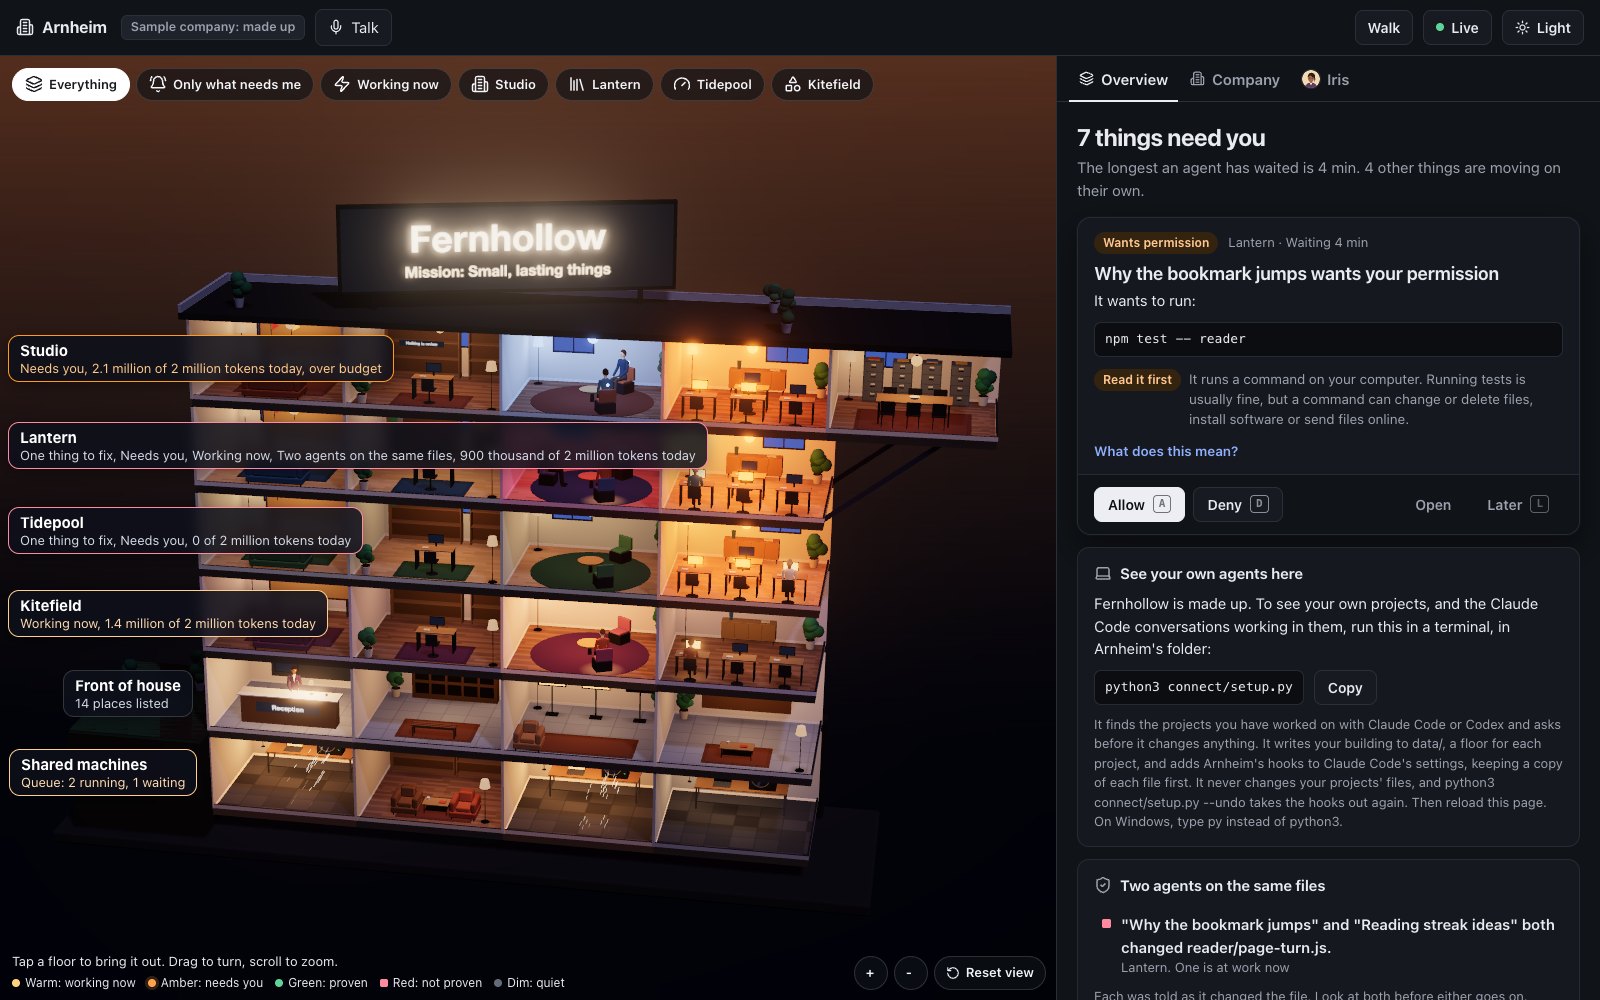 Arnheim
Sample company: made up
Talk
Walk
Live
Light
Everything
Only what needs me
Working now
Studio
Lantern
Tidepool
Kitefield
Fernhollow
Mission: Small, lasting things
Studio
Needs you, 2.1 million of 2 million tokens today, over budget
Lantern
One thing to fix, Needs you, Working now, Two agents on the same files, 900 thousand of 2 million tokens today
Tidepool
One thing to fix, Needs you, 0 of 2 million tokens today
Kitefield
Working now, 1.4 million of 2 million tokens today
Front of house
14 places listed
Reception
Shared machines
Queue: 2 running, 1 waiting
Tap a floor to bring it out. Drag to turn, scroll to zoom.
Warm: working now
Amber: needs you
Green: proven
Red: not proven
Dim: quiet
+
-
Reset view
Overview
Company
Iris
7 things need you
The longest an agent has waited is 4 min. 4 other things are moving on
their own.
Wants permission
Lantern · Waiting 4 min
Why the bookmark jumps wants your permission
It wants to run:
npm test -- reader
Read it first
It runs a command on your computer. Running tests is
usually fine, but a command can change or delete files,
install software or send files online.
What does this mean?
Allow A
Deny D
Open
Later L
See your own agents here
Fernhollow is made up. To see your own projects, and the Claude
Code conversations working in them, run this in a terminal, in
Arnheim's folder:
python3 connect/setup.py
Copy
It finds the projects you have worked on with Claude Code or Codex and asks
before it changes anything. It writes your building to data/, a floor for each
project, and adds Arnheim's hooks to Claude Code's settings, keeping a copy
of each file first. It never changes your projects' files, and python3
connect/setup.py --undo takes the hooks out again. Then reload this page.
On Windows, type py instead of python3.
Two agents on the same files
"Why the bookmark jumps" and "Reading streak ideas" both
changed reader/page-turn.js.
Lantern. One is at work now
Each was told as it changed the file. Look at both before either goes on.